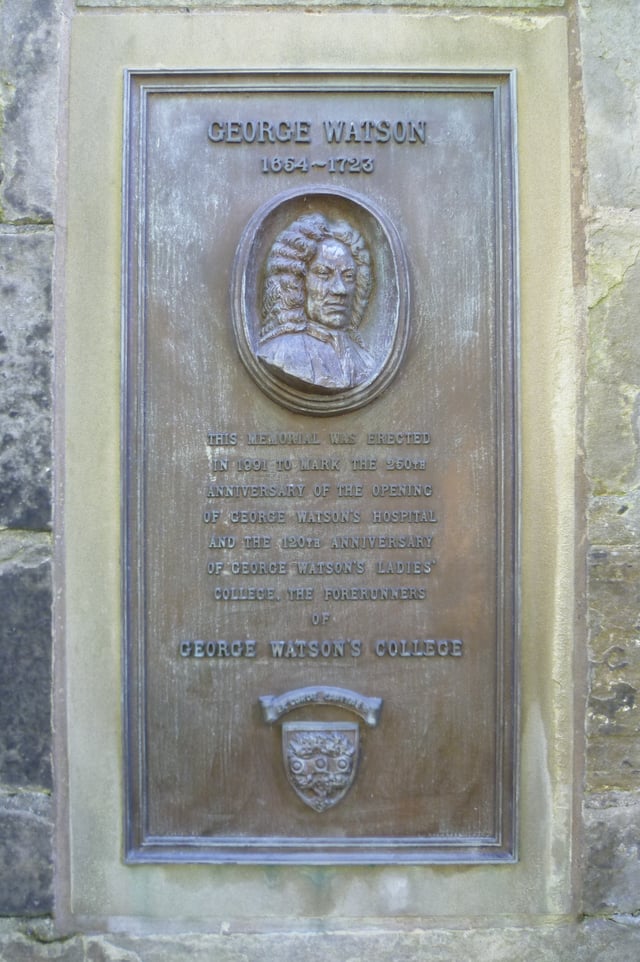 GEORGE WATSON
1654~1723
THIS MEMORIAL WAS ERECTED
IN 1991 TO MARK THE 250TH
ANNIVERSARY OF THE OPENING
OF GEORGE WATSON'S HOSPITAL
AND THE 120TH ANNIVERSARY
OF GEORGE WATSON'S LADIES'
COLLEGE, THE FORERUNNERS
OF
GEORGE WATSON'S COLLEGE